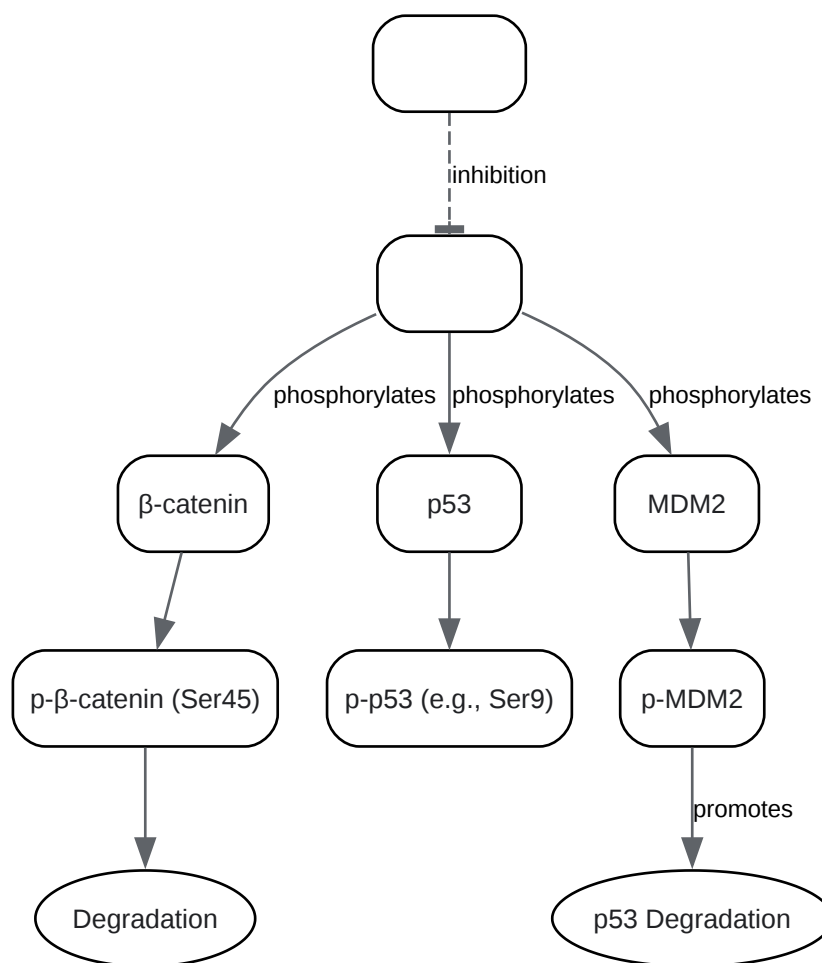 inhibition
phosphorylates
phosphorylates
phosphorylates
β-catenin
p53
MDM2
p-β-catenin (Ser45)
p-p53 (e.g., Ser9)
p-MDM2
promotes
Degradation
p53 Degradation